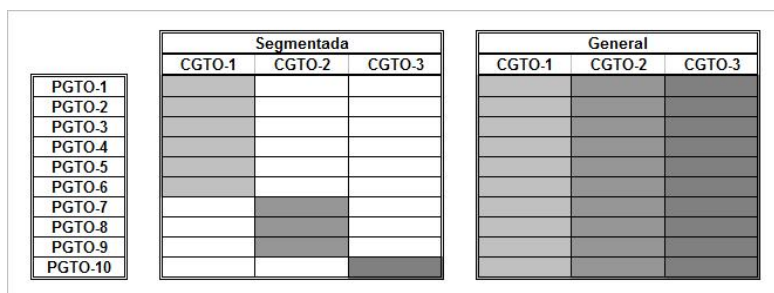 Segmentada General
CGTO-1 CGTO-2 CGTO-3 CGTO-1 CGTO-2 CGTO-3
PGTO-1
PGTO-2
PGTO-3
PGTO-4
PGTO-5
PGTO-6
PGTO-7
PGTO-8
PGTO-9
PGTO-10